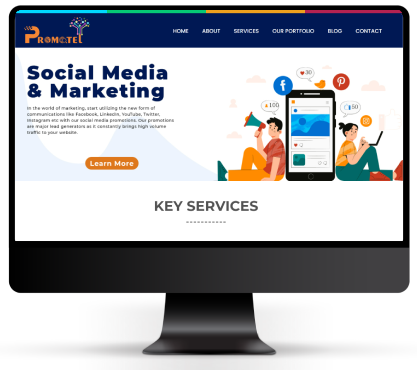 PROMOTEL
HOME ABOUT SERVICES OUR PORTFOLIO BLOG CONTACT
Social Media
& Marketing
In the world of marketing, start utilizing the new form of
communications like Facebook, LinkedIn, YouTube, Twitter,
Instagram etc with our social media promotions. Our promotions
are major lead generators as it constantly brings high volume
traffic to your website.
Learn More
30
100
50
KEY SERVICES